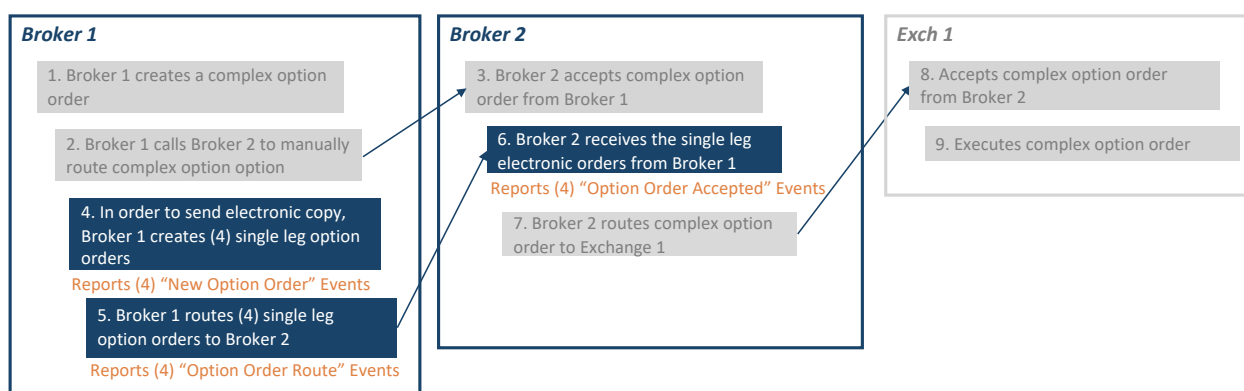 Broker 1
1. Broker 1 creates a complex option
order
2. Broker 1 calls Broker 2 to manually
route complex option option
4. In order to send electronic copy,
Broker 1 creates (4) single leg option
orders
Reports (4) “New Option Order” Events
5. Broker 1 routes (4) single leg
option orders to Broker 2
Reports (4) “Option Order Route” Events
Broker 2
3. Broker 2 accepts complex option
order from Broker 1
6. Broker 2 receives the single leg
electronic orders from Broker 1
Reports (4) “Option Order Accepted” Events
7. Broker 2 routes complex option
order to Exchange 1
Exch 1
8. Accepts complex option order
from Broker 2
9. Executes complex option order